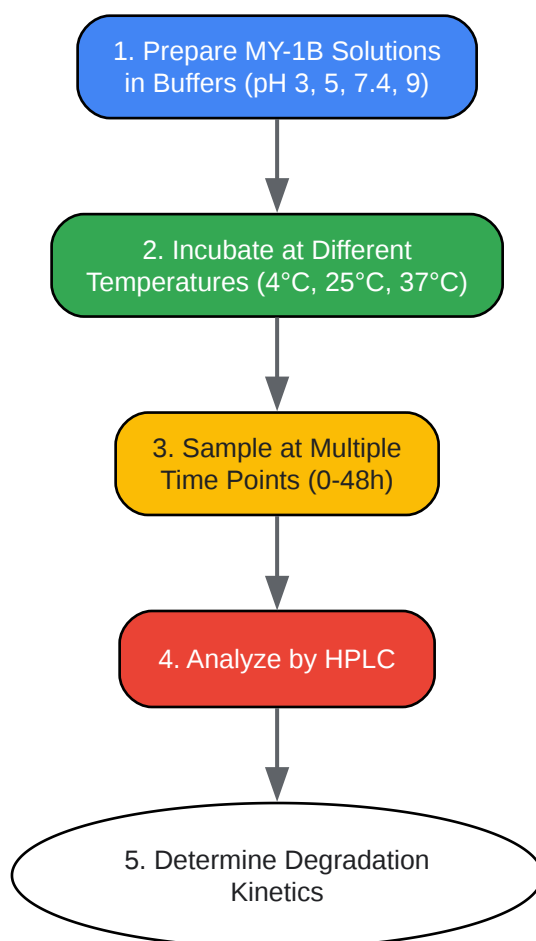 1. Prepare MY-1B Solutions
in Buffers (pH 3, 5, 7.4, 9)
2. Incubate at Different
Temperatures (4°C, 25°C, 37°C)
3. Sample at Multiple
Time Points (0-48h)
4. Analyze by HPLC
5. Determine Degradation
Kinetics